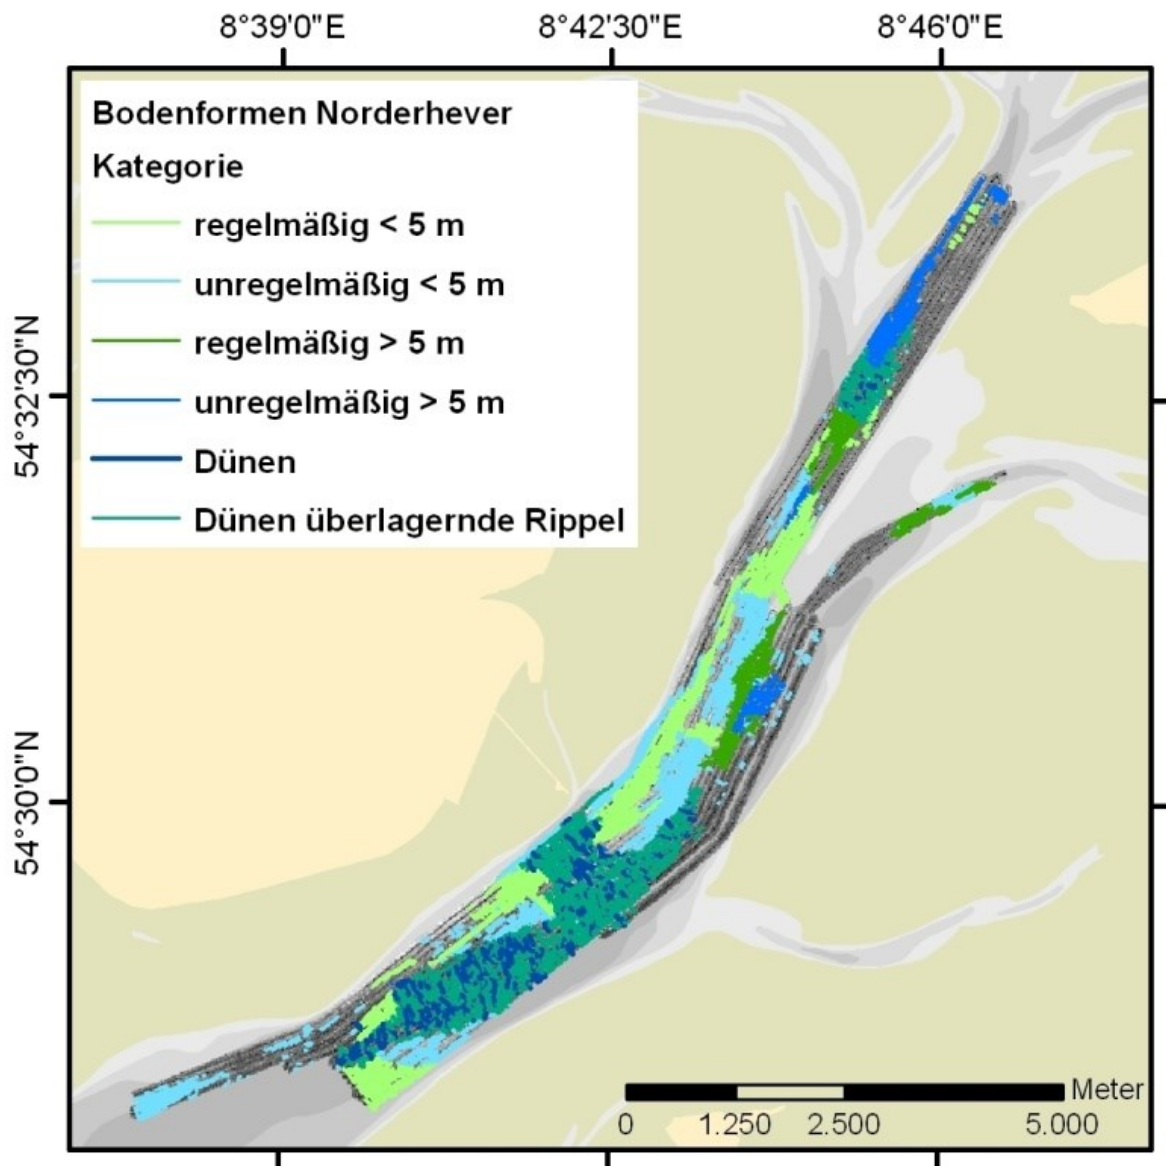 8°39'0"E 8°42'30"E 8°46'0"E
Bodenformen Norderhever
Kategorie
regelmäßig < 5 m
unregelmäßig < 5 m
regelmäßig > 5 m
unregelmäßig > 5 m
Dünen
Dünen überlagernde Rippel
54°32'30"N
54°30'0"N
Meter
0 1.250 2.500 5.000